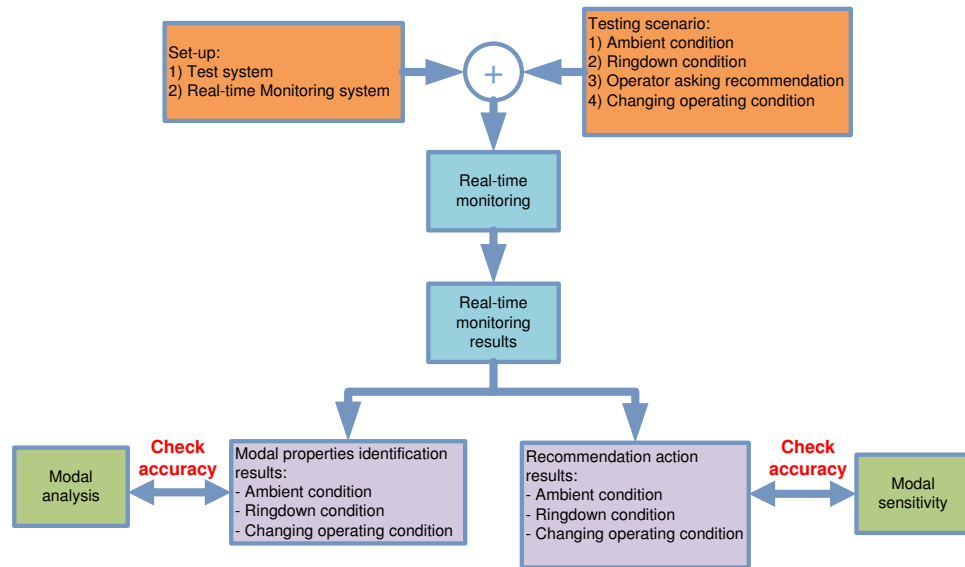 Set-up:
1) Test system
2) Real-time Monitoring system
+
Testing scenario:
1) Ambient condition
2) Ringdown condition
3) Operator asking recommendation
4) Changing operating condition
Real-time
monitoring
Real-time
monitoring
results
Modal
analysis
Check
accuracy
Modal properties identification
results:
- Ambient condition
- Ringdown condition
- Changing operating condition
Recommendation action
results:
- Ambient condition
- Ringdown condition
- Changing operating condition
Check
accuracy
Modal
sensitivity